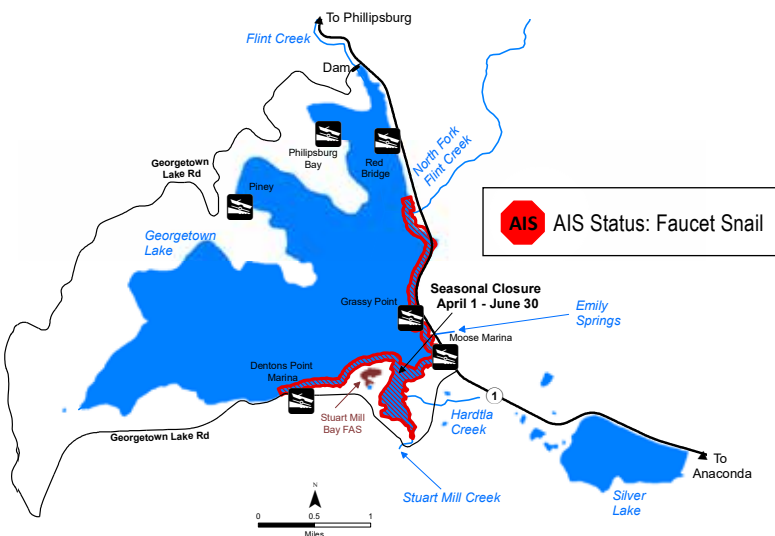 To Phillipsburg
Flint Creek
Dam
Philipsburg
Bay
Red
Bridge
North Fork
Flint Creek
Georgetown
Lake Rd
Piney
AIS
AIS Status: Faucet Snail
Georgetown
Lake
Seasonal Closure
April 1 - June 30
Grassy Point
Emily
Springs
Moose Marina
Dentons Point
Marina
Stuart Mill
Bay FAS
Hardtla
Creek
1
Georgetown Lake Rd
To
Anaconda
Stuart Mill Creek
Silver
Lake
N
0 0.5 1
Miles